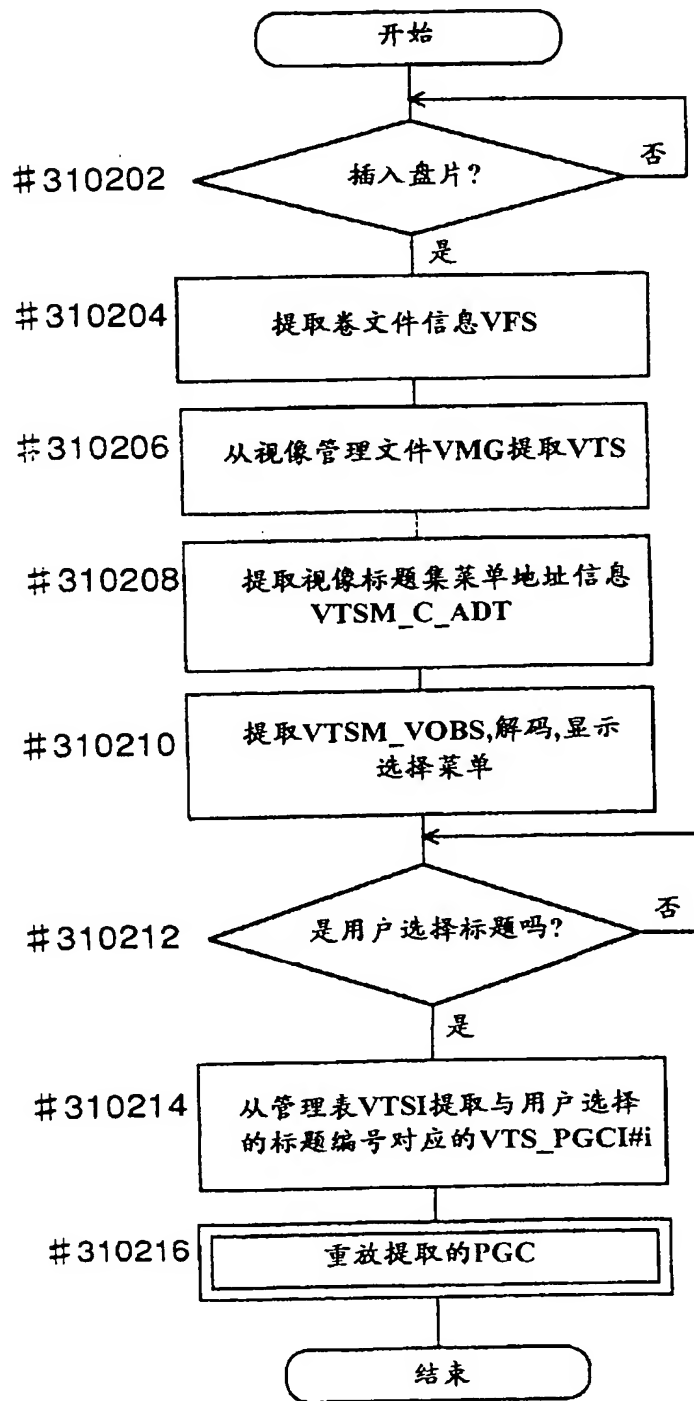 开始
#310202
插入盘片?
否
是
#310204
提取卷文件信息VFS
#310206
从视像管理文件VMG提取VTS
#310208
提取视像标题集菜单地址信息
VTSM_C_ADT
#310210
提取VTSM_VOBS,解码,显示
选择菜单
#310212
是用户选择标题吗?
否
是
#310214
从管理表VTSI提取与用户选择
的标题编号对应的VTS_PGCI#i
#310216
重放提取的PGC
结束